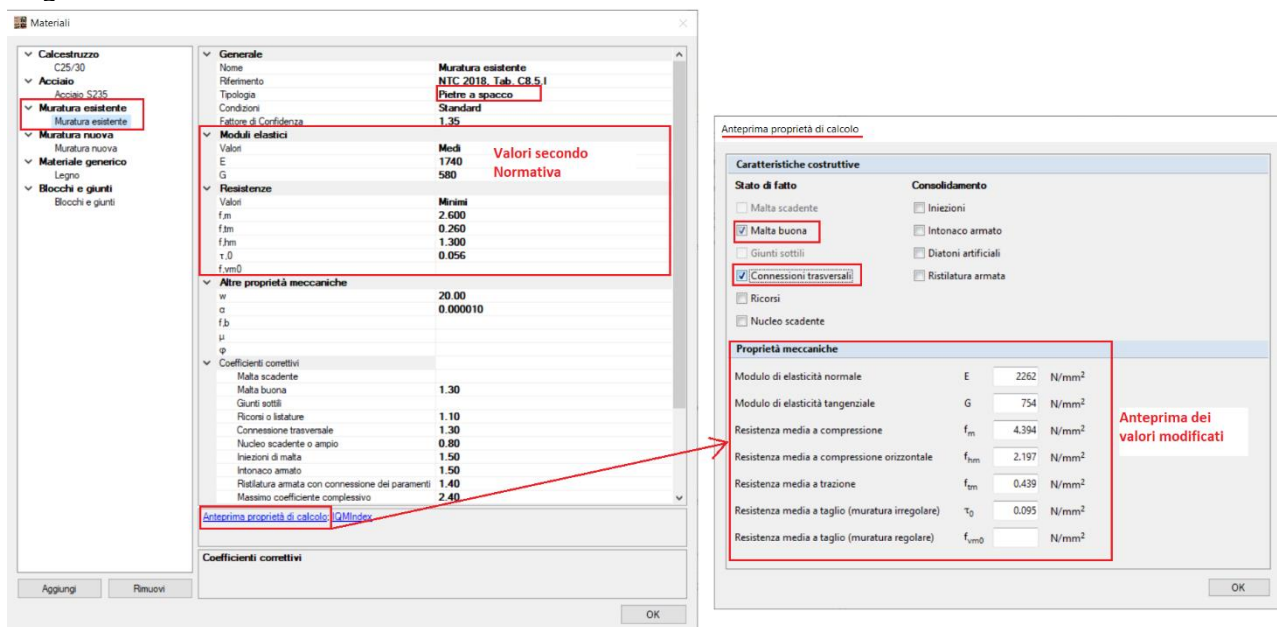 Materiali
Calcestruzzo
C25/30
Acciaio
Acciaio S235
Muratura esistente
Muratura esistente
Muratura nuova
Muratura nuova
Materiale generico
Legno
Blocchi e giunti
Blocchi e giunti
Aggiungi Rimuovi
Generale
Nome Muratura esistente
Riferimento NTC 2018, Tab. C8.5.I
Tipologia Pietre a spacco
Condizioni Standard
Fattore di Confidenza 1.35
Moduli elastici
Valori Medi
E 1740
G 580
Valori secondo
Normativa
Resistenze
Valori Minimi
f,m 2.600
f,tm 0.260
f,hm 1.300
τ,0 0.056
f,vm0
Altre proprietà meccaniche
w 20.00
α 0.000010
f,b
μ
φ
Coefficienti correttivi
Malta scadente
Malta buona 1.30
Giunti sottili
Ricorsi o listature 1.10
Connessione trasversale 1.30
Nucleo scadente o ampio 0.80
Iniezioni di malta 1.50
Intonaco armato 1.50
Ristilatura armata con connessione dei paramenti 1.40
Massimo coefficiente complessivo 2.40
Anteprima proprietà di calcolo; IQMIndex
Coefficienti correttivi
OK
Anteprima proprietà di calcolo
Caratteristiche costruttive
Stato di fatto Consolidamento
Malta scadente Iniezioni
Malta buona Intonaco armato
Giunti sottili Diatoni artificiali
Connessioni trasversali Ristilatura armata
Ricorsi
Nucleo scadente
Proprietà meccaniche
Modulo di elasticità normale E 2262 N/mm²
Modulo di elasticità tangenziale G 754 N/mm²
Resistenza media a compressione fm 4.394 N/mm²
Resistenza media a compressione orizzontale fhm 2.197 N/mm²
Resistenza media a trazione ftm 0.439 N/mm²
Resistenza media a taglio (muratura irregolare) τ0 0.095 N/mm²
Resistenza media a taglio (muratura regolare) fvm0 N/mm²
Anteprima dei
valori modificati
OK